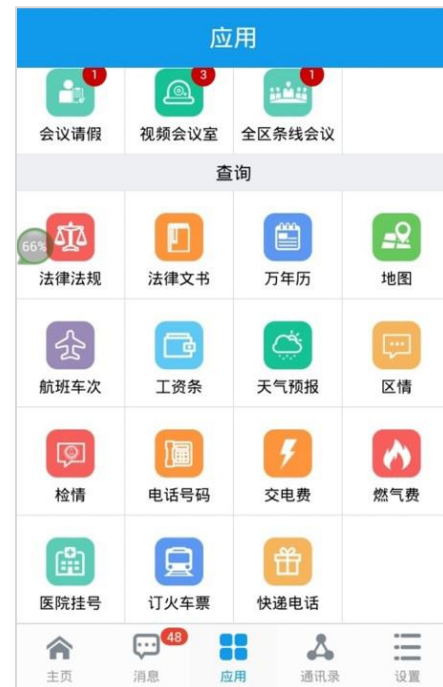 应用
1 3 1
会议请假 视频会议室 全区条线会议
查询
66%
法律法规 法律文书 万年历 地图
航班车次 工资条 天气预报 区情
检情 电话号码 交电费 燃气费
医院挂号 订火车票 快递电话
48
主页 消息 应用 通讯录 设置